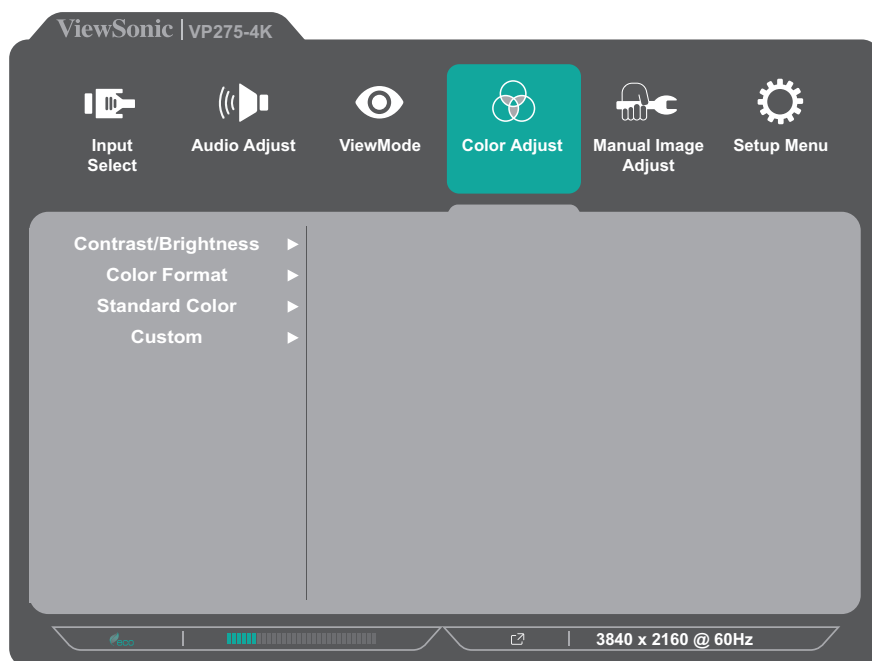 ViewSonic | VP275-4K
Input Select
Audio Adjust
ViewMode
Color Adjust
Manual Image Adjust
Setup Menu
Contrast/Brightness
Color Format
Standard Color
Custom
eco
3840 x 2160 @ 60Hz